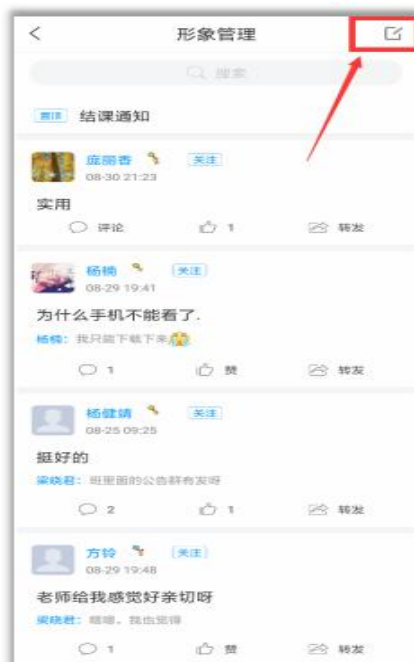 形象管理
搜索
置顶 结课通知
庞丽香 关注
08-30 21:23
实用
评论 1 转发
杨楠 关注
08-29 19:41
为什么手机不能看了.
杨楠：我只能下载下来
1 赞 转发
杨健婧 关注
08-25 09:25
挺好的
梁晓君：班里面的公告群有发呀
2 1 转发
方铃 关注
08-29 19:48
老师给我感觉好亲切呀
梁晓君：嗯嗯，我也觉得
1 赞 转发